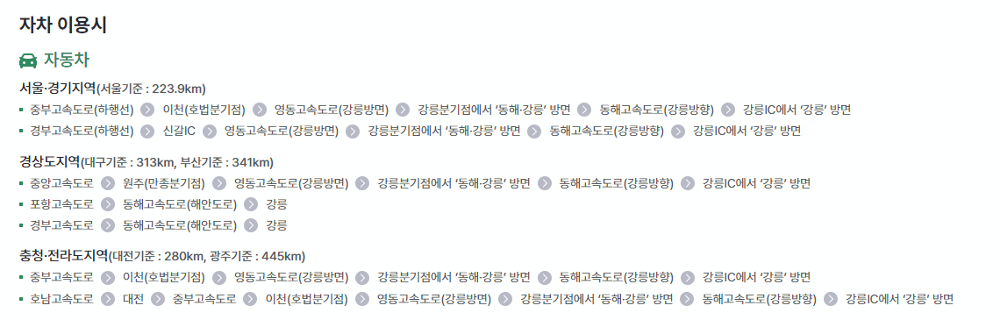 자차 이용시
자동차
서울·경기지역(서울기준 : 223.9km)
중부고속도로(하행선) > 이천(호법분기점) > 영동고속도로(강릉방면) > 강릉분기점에서 ‘동해·강릉’ 방면 > 동해고속도로(강릉방향) > 강릉IC에서 ‘강릉’ 방면
경부고속도로(하행선) > 신갈IC > 영동고속도로(강릉방면) > 강릉분기점에서 ‘동해·강릉’ 방면 > 동해고속도로(강릉방향) > 강릉IC에서 ‘강릉’ 방면
경상도지역(대구기준 : 313km, 부산기준 : 341km)
중앙고속도로 > 원주(만종분기점) > 영동고속도로(강릉방면) > 강릉분기점에서 ‘동해·강릉’ 방면 > 동해고속도로(강릉방향) > 강릉IC에서 ‘강릉’ 방면
포항고속도로 > 동해고속도로(해안도로) > 강릉
경부고속도로 > 동해고속도로(해안도로) > 강릉
충청·전라도지역(대전기준 : 280km, 광주기준 : 445km)
중부고속도로 > 이천(호법분기점) > 영동고속도로(강릉방면) > 강릉분기점에서 ‘동해·강릉’ 방면 > 동해고속도로(강릉방향) > 강릉IC에서 ‘강릉’ 방면
호남고속도로 > 대전 > 중부고속도로 > 이천(호법분기점) > 영동고속도로(강릉방면) > 강릉분기점에서 ‘동해·강릉’ 방면 > 동해고속도로(강릉방향) > 강릉IC에서 ‘강릉’ 방면